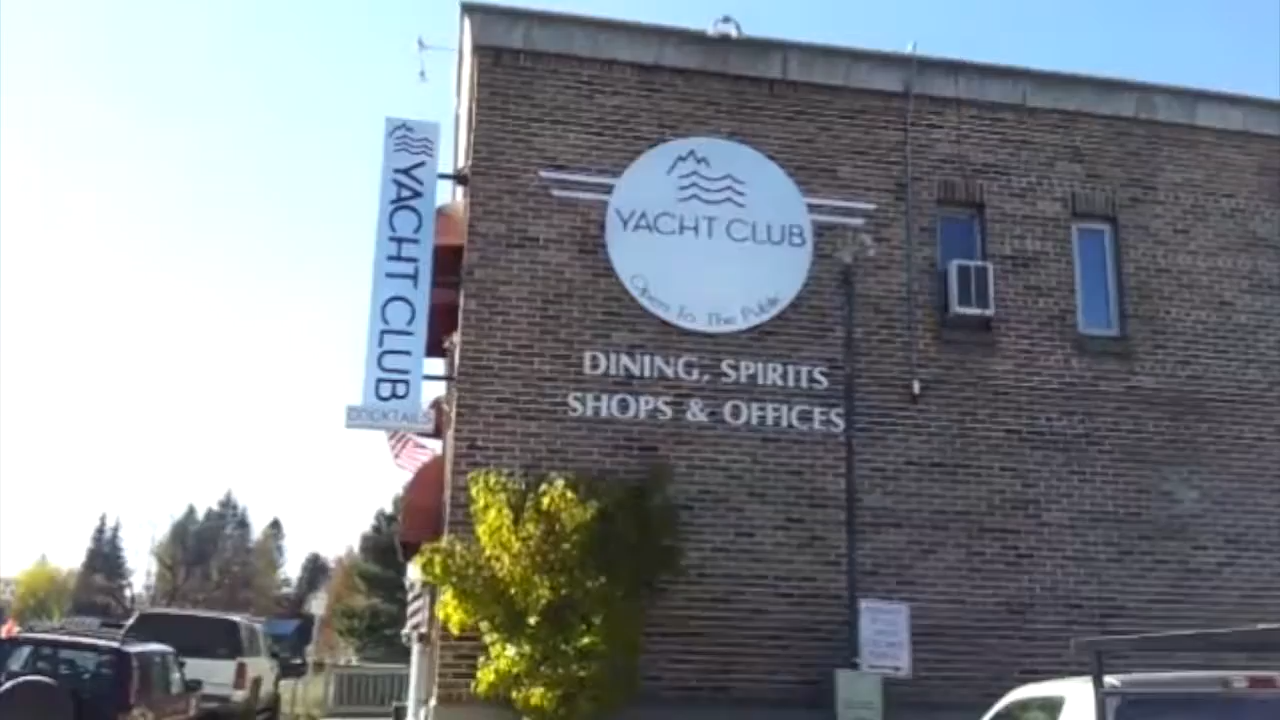 YACHT CLUB
COCKTAILS
YACHT CLUB
Open To The Public
DINING, SPIRITS
SHOPS & OFFICES